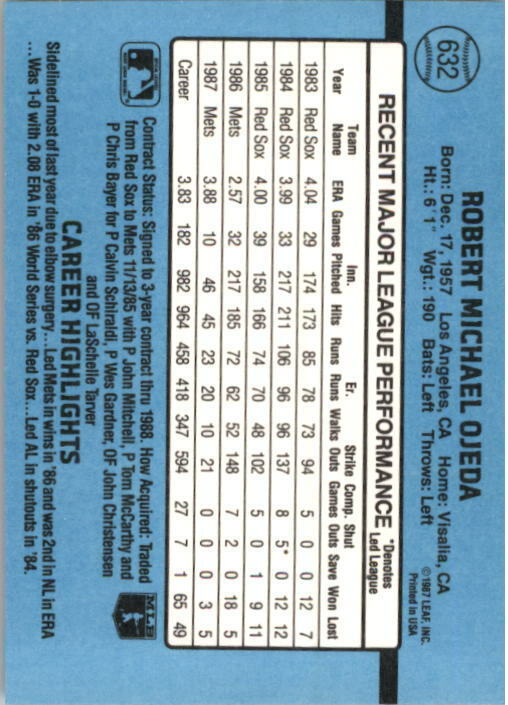 632
ROBERT MICHAEL OJEDA
Born: Dec. 17, 1957 Los Angeles, CA Home: Visalia, CA
Ht.: 6' 1" Wgt.: 190 Bats: Left Throws: Left
©1987 LEAF, INC.
Printed in USA
RECENT MAJOR LEAGUE PERFORMANCE *Denotes Led League
Year Team Name ERA Games Inn. Pitched Hits Runs Er. Runs Walks Strike Outs Comp. Games Shut Outs Save Won Lost
1983 Red Sox 4.04 29 174 173 85 78 73 94 5 0 0 12 7
1984 Red Sox 3.99 33 217 211 106 96 96 137 8 5* 0 12 12
1985 Red Sox 4.00 39 158 166 74 70 48 102 5 0 1 9 11
1986 Mets 2.57 32 217 185 72 62 52 148 7 2 0 18 5
1987 Mets 3.88 10 46 45 23 20 10 21 0 0 0 3 5
Career 3.83 182 982 964 458 418 347 594 27 7 1 65 49
Contract Status: Signed to 3-year contract thru 1988. How Acquired: Traded
from Red Sox to Mets 11/13/85 with P John Mitchell, P Tom McCarthy and
P Chris Bayer for P Calvin Schiraldi, P Wes Gardner, OF John Christensen
and OF LaSchelle Tarver
MLB
CAREER HIGHLIGHTS
Sidelined most of last year due to elbow surgery...Led Mets in wins in '86 and was 2nd in NL in ERA
...Was 1-0 with 2.08 ERA in '86 World Series vs. Red Sox...Led AL in shutouts in '84.